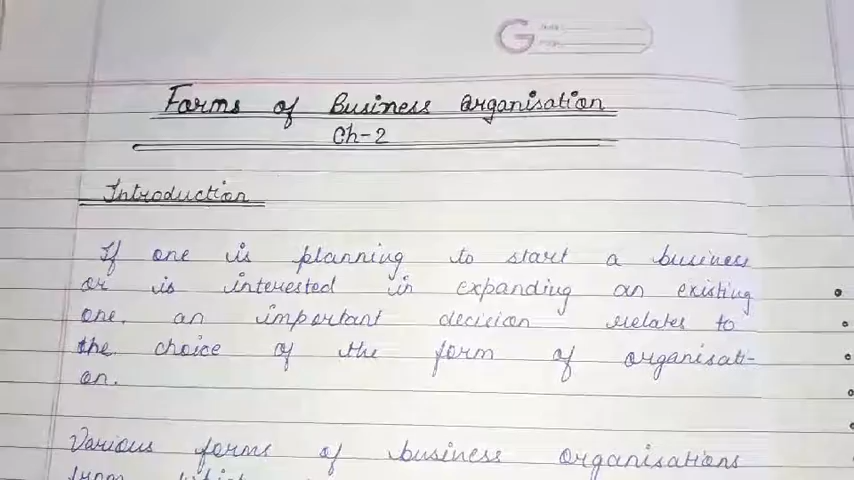 Forms of Business Organisation
Ch-2
Introduction
If one is planning to start a business
or is interested in expanding an existing
one, an important decision relates to
the choice of the form of organisati-
on.
Various forms of business organisations
from which